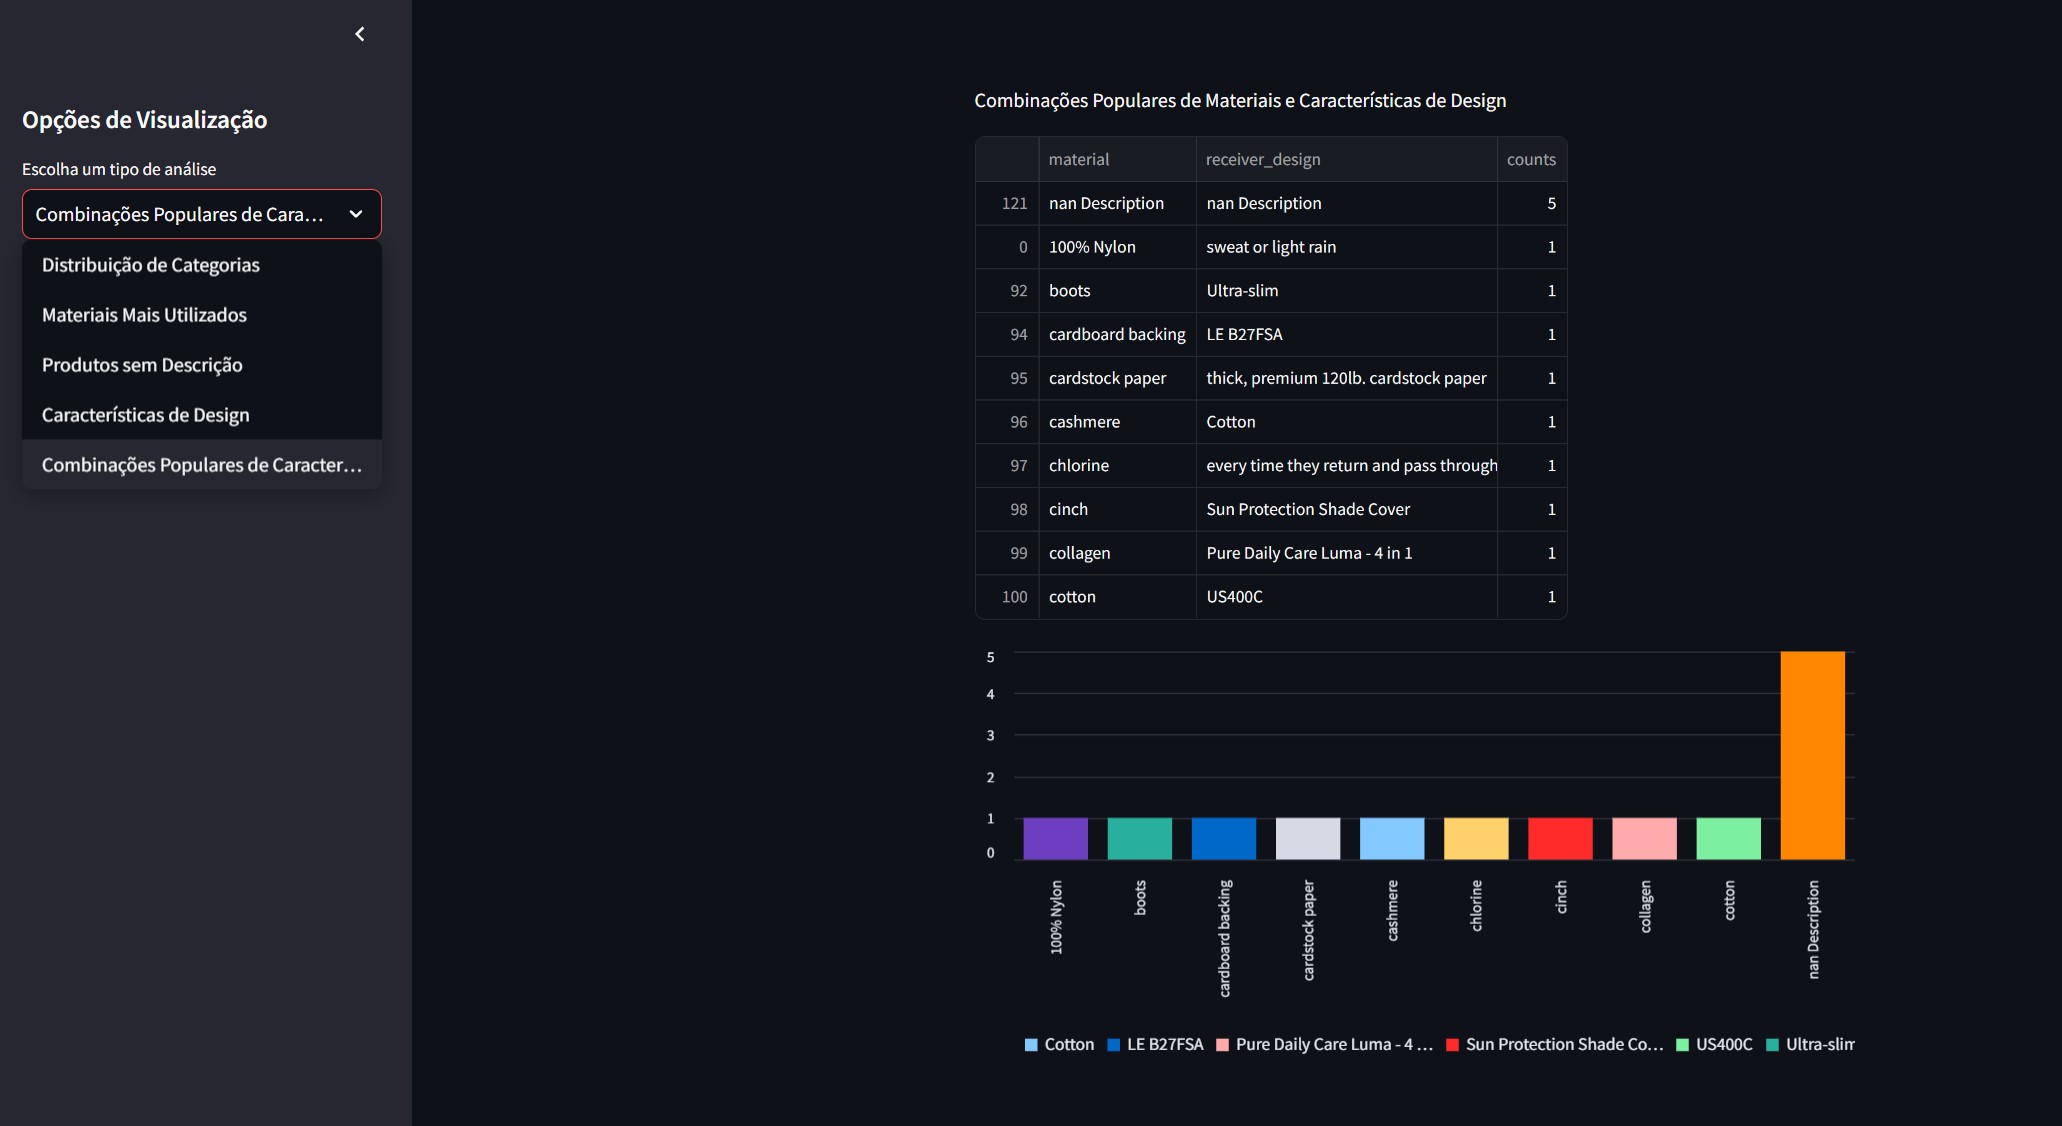 Opções de Visualização
Escolha um tipo de análise
Combinações Populares de Cara...
Distribuição de Categorias
Materiais Mais Utilizados
Produtos sem Descrição
Características de Design
Combinações Populares de Caracter...
Combinações Populares de Materiais e Características de Design
material receiver_design counts
121 nan Description nan Description 5
0 100% Nylon sweat or light rain 1
92 boots Ultra-slim 1
94 cardboard backing LE B27FSA 1
95 cardstock paper thick, premium 120lb. cardstock paper 1
96 cashmere Cotton 1
97 chlorine every time they return and pass through 1
98 cinch Sun Protection Shade Cover 1
99 collagen Pure Daily Care Luma - 4 in 1 1
100 cotton US400C 1
5
4
3
2
1
0
100% Nylon
boots
cardboard backing
cardstock paper
cashmere
chlorine
cinch
collagen
cotton
nan Description
Cotton LE B27FSA Pure Daily Care Luma - 4 ... Sun Protection Shade Co... US400C Ultra-slim